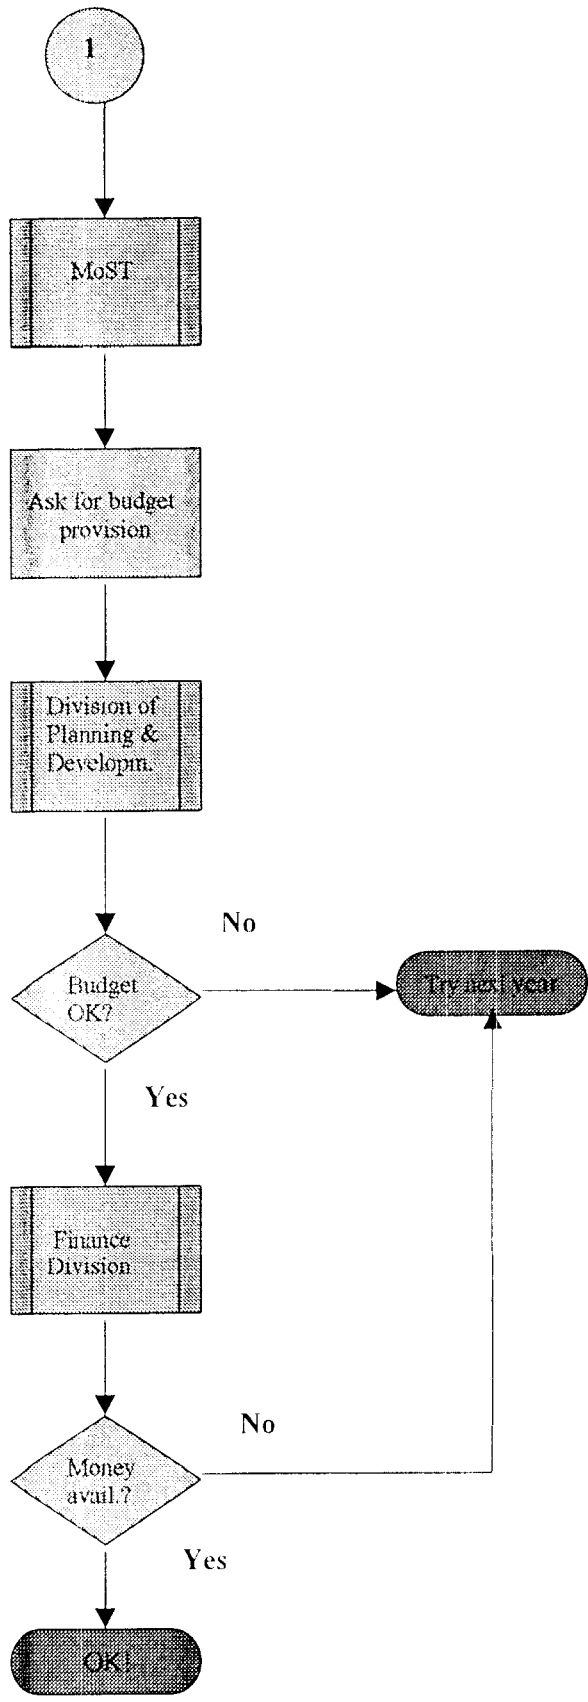 1
MoST
Ask for budget
provision
Division of
Planning &
Developm.
No
Budget
OK?
Try next year
Yes
Finance
Division
No
Money
avail.?
Yes
OK!